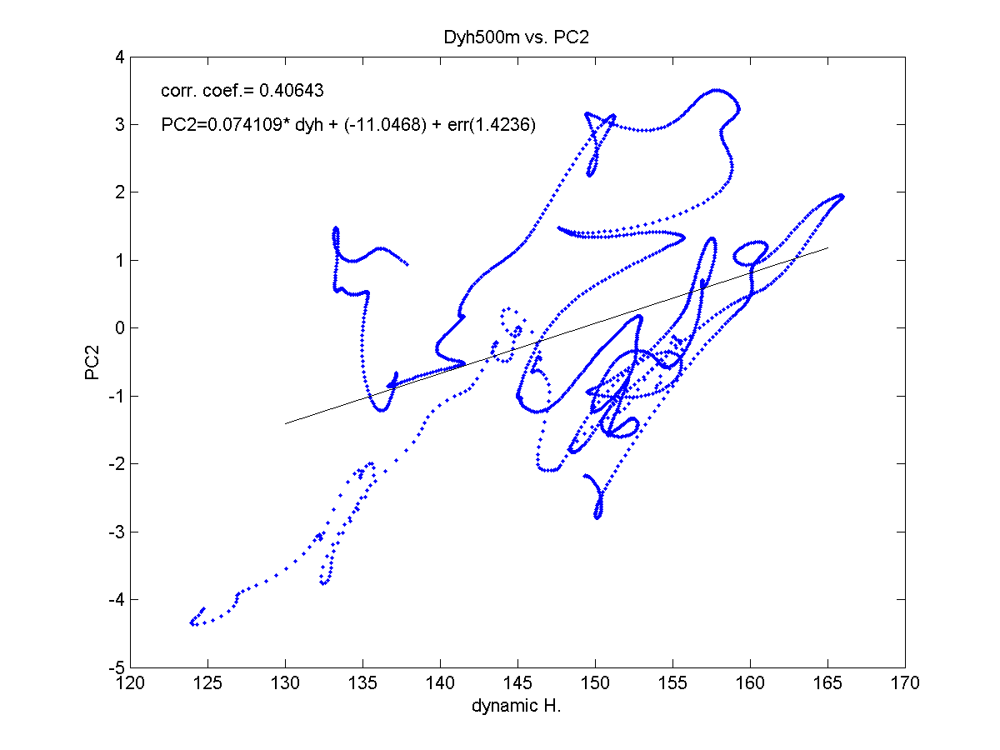 Dyh500m vs. PC2
corr. coef.= 0.40643
PC2=0.074109* dyh + (-11.0468) + err(1.4236)
PC2
4
3
2
1
0
-1
-2
-3
-4
-5
120 125 130 135 140 145 150 155 160 165 170
dynamic H.